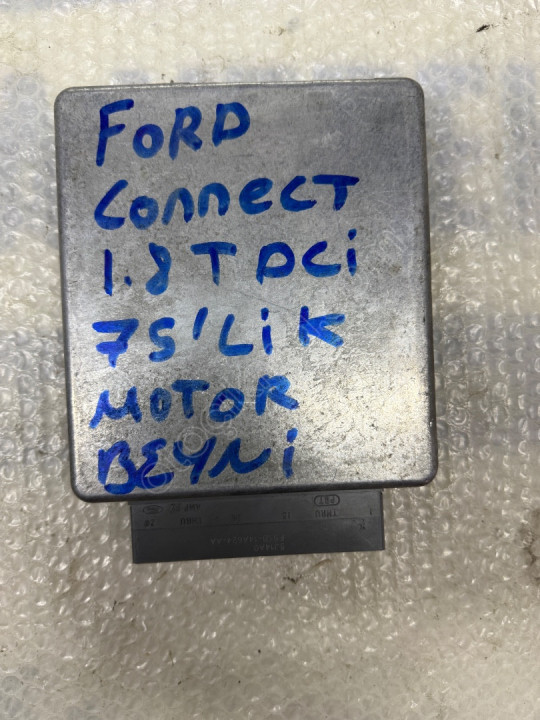 FORD
Connect
1.8 TDCi
75'Lik
MOTOR
BEYNi